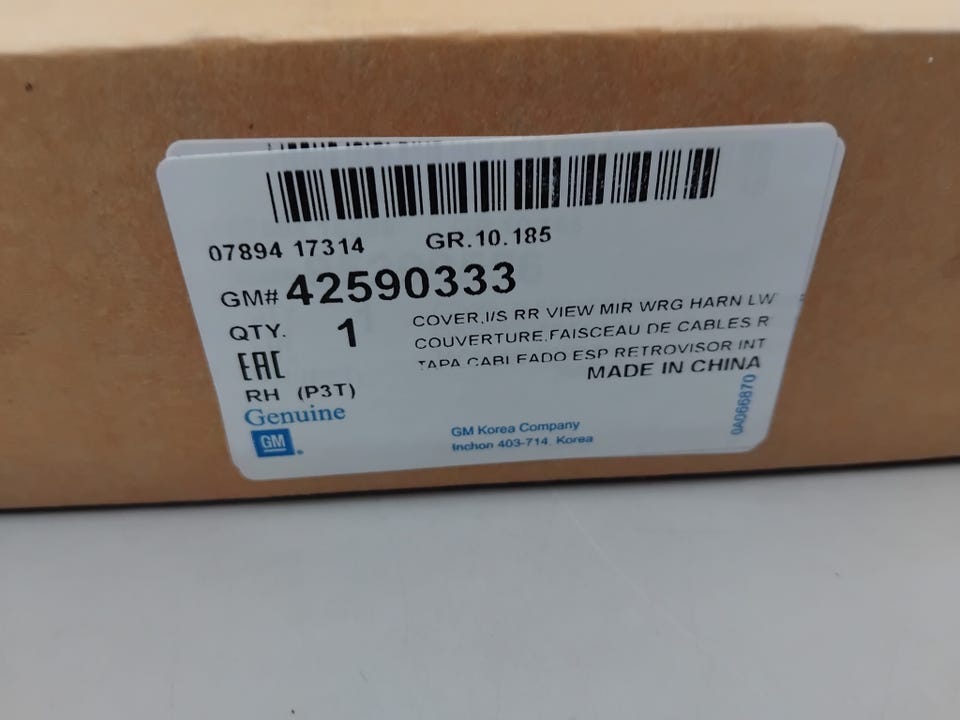 07894 17314 GR.10.185
GM# 42590333
QTY. 1
COVER,I/S RR VIEW MIR WRG HARN LW
COUVERTURE,FAISCEAU DE CABLES R
TAPA CABLEADO ESP RETROVISOR INT
MADE IN CHINA
EAC
RH (P3T)
Genuine
GM
GM Korea Company
Inchon 403-714, Korea
0A066870